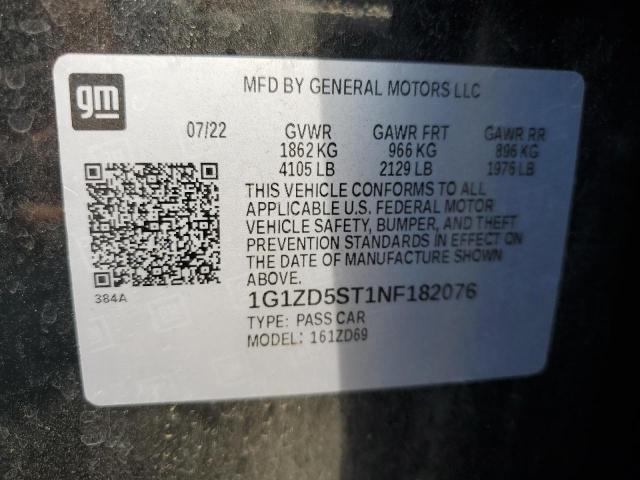 gm
MFD BY GENERAL MOTORS LLC
07/22 GVWR GAWR FRT GAWR RR
1862 KG 966 KG 896 KG
4105 LB 2129 LB 1976 LB
THIS VEHICLE CONFORMS TO ALL
APPLICABLE U.S. FEDERAL MOTOR
VEHICLE SAFETY, BUMPER, AND THEFT
PREVENTION STANDARDS IN EFFECT ON
THE DATE OF MANUFACTURE SHOWN
ABOVE.
384A
1G1ZD5ST1NF182076
TYPE: PASS CAR
MODEL: 161ZD69